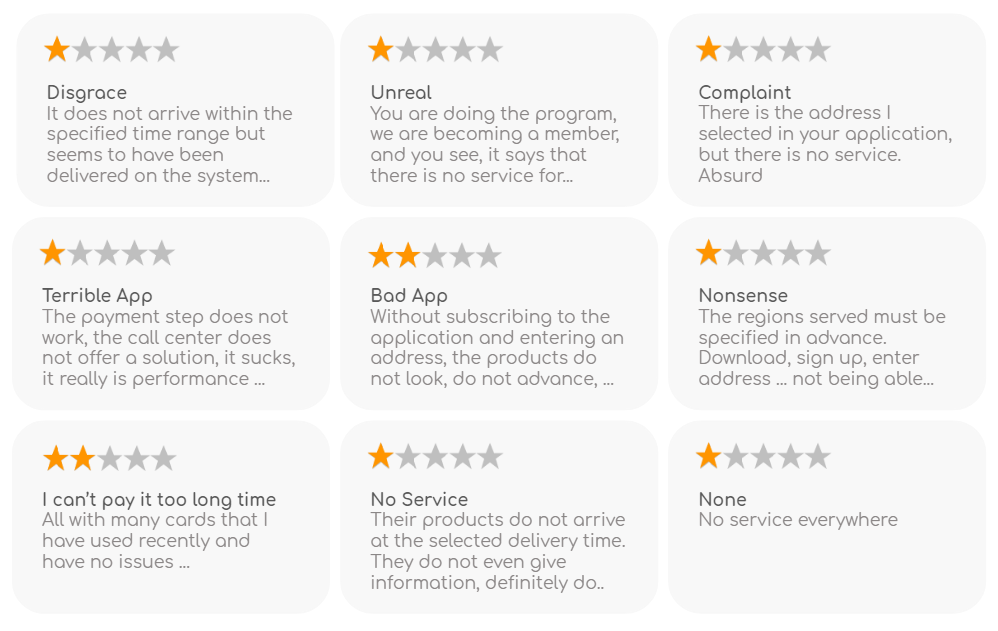 Disgrace
It does not arrive within the
specified time range but
seems to have been
delivered on the system...
Unreal
You are doing the program,
we are becoming a member,
and you see, it says that
there is no service for...
Complaint
There is the address I
selected in your application,
but there is no service.
Absurd
Terrible App
The payment step does not
work, the call center does
not offer a solution, it sucks,
it really is performance ...
Bad App
Without subscribing to the
application and entering an
address, the products do
not look, do not advance, ...
Nonsense
The regions served must be
specified in advance.
Download, sign up, enter
address ... not being able...
I can't pay it too long time
All with many cards that I
have used recently and
have no issues ...
No Service
Their products do not arrive
at the selected delivery time.
They do not even give
information, definitely do..
None
No service everywhere